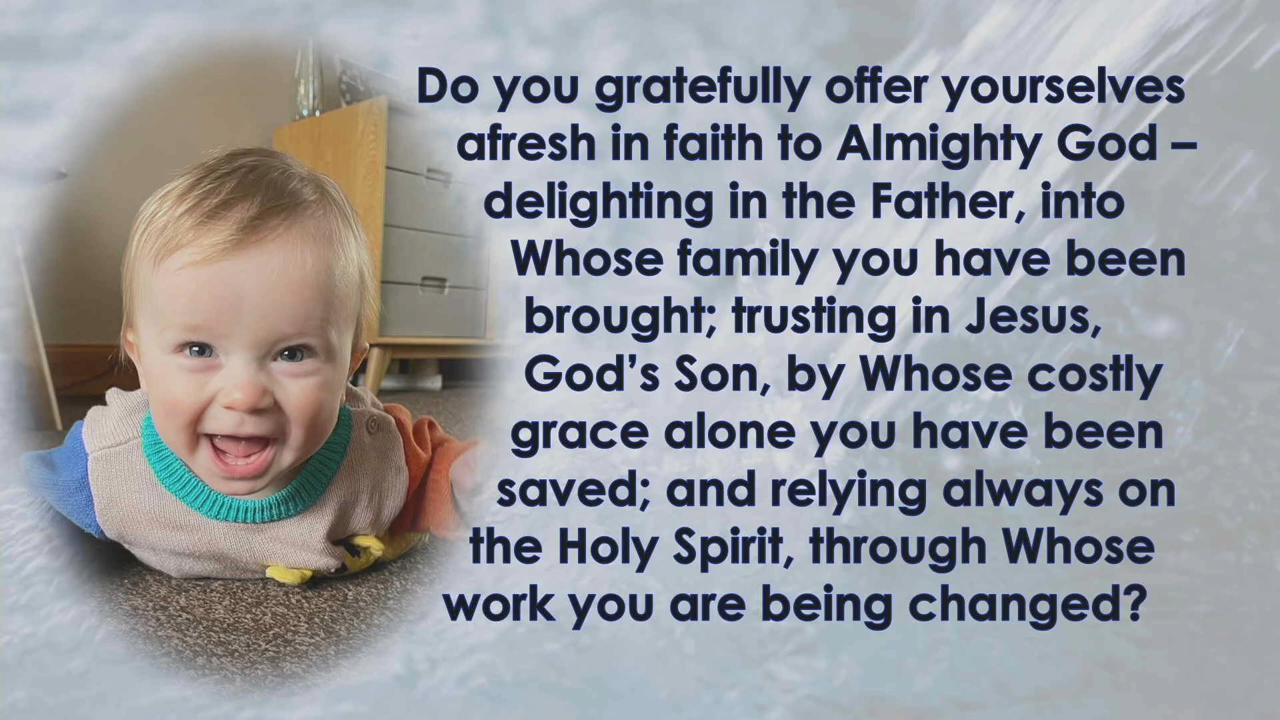 Do you gratefully offer yourselves
afresh in faith to Almighty God –
delighting in the Father, into
Whose family you have been
brought; trusting in Jesus,
God’s Son, by Whose costly
grace alone you have been
saved; and relying always on
the Holy Spirit, through Whose
work you are being changed?